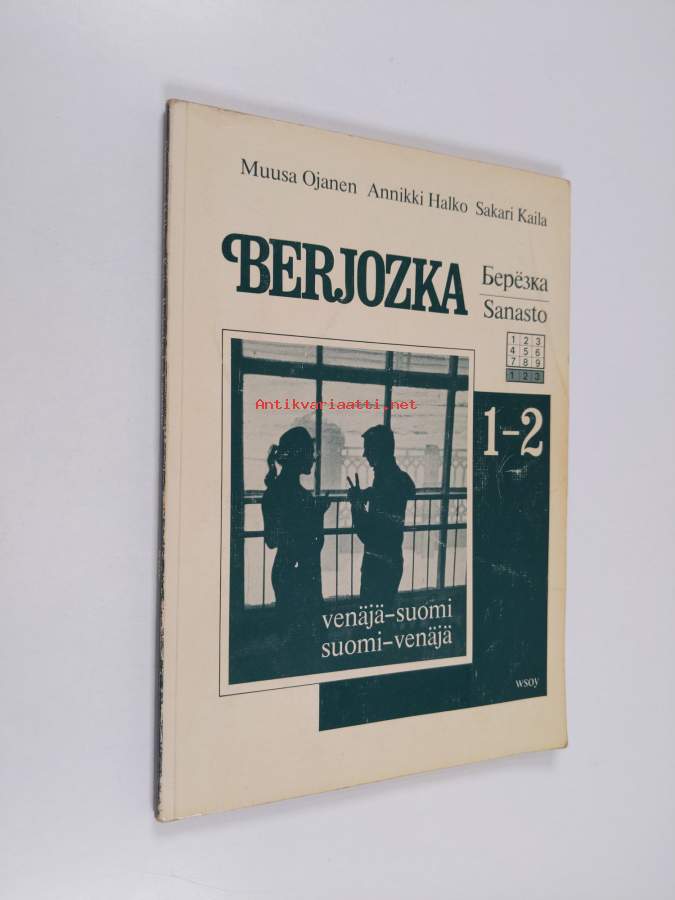 Muusa Ojanen Annikki Halko Sakari Kaila
BERJOZKA
Берёзка
Sanasto
1 2 3
4 5 6
7 8 9
1 2 3
1-2
Antikvariaatti.net
venäjä-suomi
suomi-venäjä
wsoy